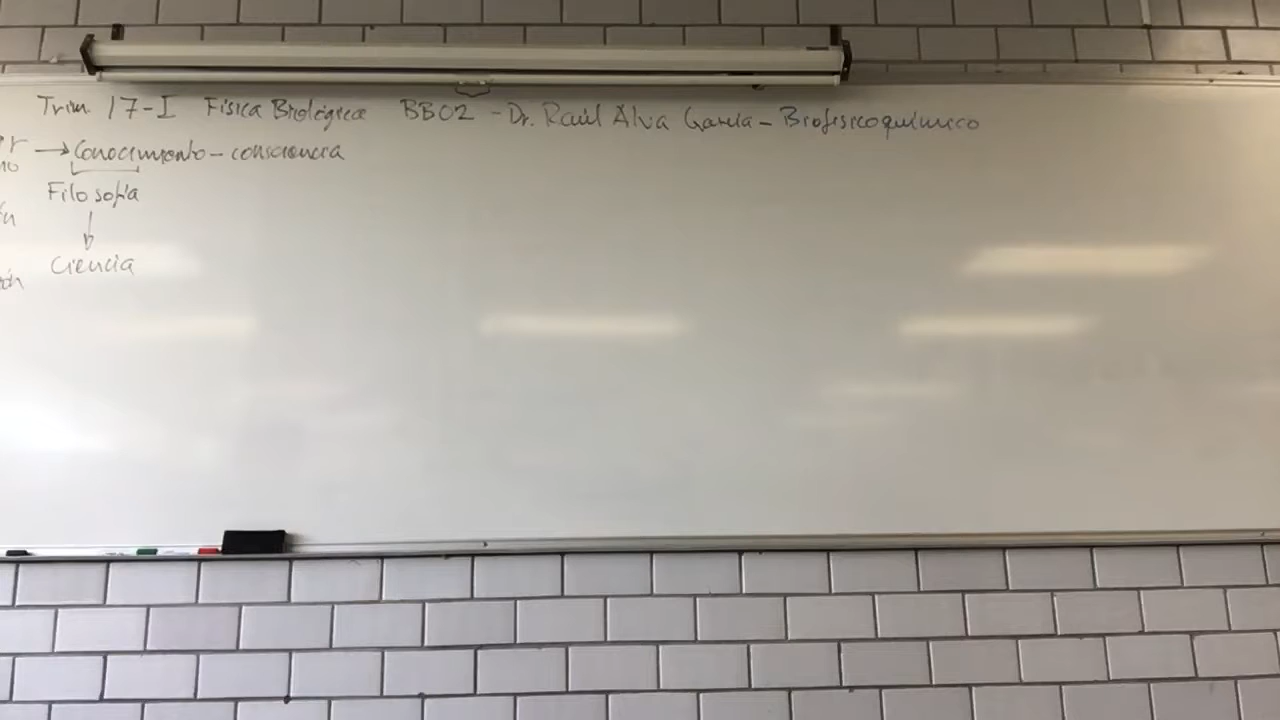 Trim 17-I Física Biológica BB02 - Dr. Raúl Alva García - Biofisicoquímico
→ Conocimiento - consciencia
Filosofía
↓
Ciencia